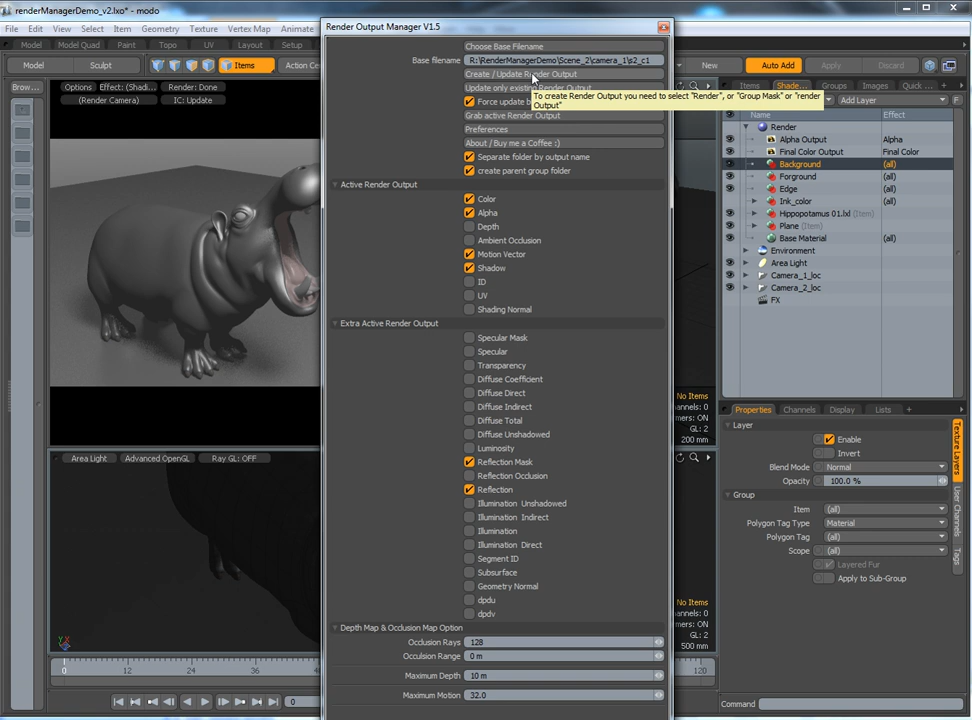 renderManagerDemo_v2.lxo* - modo
File Edit View Select Item Geometry Texture Vertex Map Animate
Model Model Quad Paint Topo UV Layout Setup
Model Sculpt Items Action Ce New Auto Add Apply Discard
Brow...
Options Effect: (Shadi... Render: Done
(Render Camera) IC: Update
Render Output Manager V1.5
Choose Base Filename
Base filename R:\RenderManagerDemo\Scene_2\camera_1\s2_c1
Create / Update Render Output
Update only existing Render Output
To create Render Output you need to select "Render", or "Group Mask" or "render
Output"
Force update b
Grab active Render Output
Preferences
About / Buy me a Coffee :)
Separate folder by output name
create parent group folder
Active Render Output
Color
Alpha
Depth
Ambient Occlusion
Motion Vector
Shadow
ID
UV
Shading Normal
Extra Active Render Output
Specular Mask
Specular
Transparency
Diffuse Coefficient
Diffuse Direct
Diffuse Indirect
Diffuse Total
Diffuse Unshadowed
Luminosity
Reflection Mask
Reflection Occlusion
Reflection
Illumination Unshadowed
Illumination Indirect
Illumination
Illumination Direct
Segment ID
Subsurface
Geometry Normal
dpdu
dpdv
Depth Map & Occlusion Map Option
Occlusion Rays 128
Occulsion Range 0 m
Maximum Depth 10 m
Maximum Motion 32.0
Area Light Advanced OpenGL Ray GL: OFF
0 12 24 36
120
0
No Items
annels: 0
mers: ON
GL: 2
200 mm
No Items
annels: 0
mers: ON
GL: 2
500 mm
Items Shade... Groups Images Quick ...
Add Layer
Name Effect
Render
Alpha Output Alpha
Final Color Output Final Color
Background (all)
Forground (all)
Edge (all)
Ink_color (all)
Hippopotamus 01.lxl (Item)
Plane (Item)
Base Material (all)
Environment
Area Light
Camera_1_loc
Camera_2_loc
FX
Properties Channels Display Lists +
Layer
Enable
Invert
Blend Mode Normal
Opacity 100.0 %
Group
Item (all)
Polygon Tag Type Material
Polygon Tag (all)
Scope (all)
Layered Fur
Apply to Sub-Group
Texture Layers
User Channels
Tags
Command